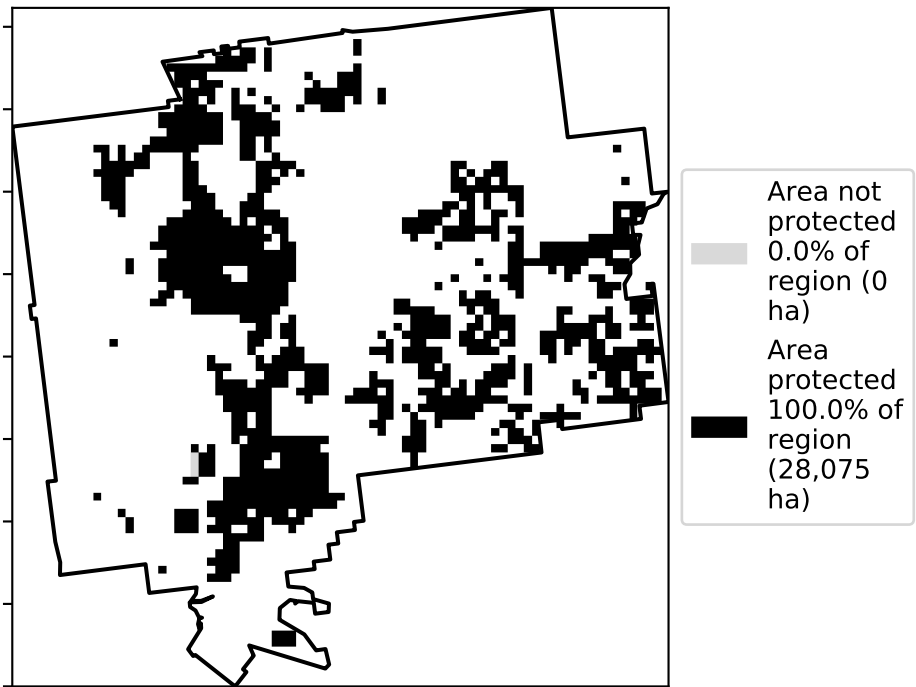 Area not
protected
0.0% of
region (0
ha)
Area
protected
100.0% of
region
(28,075
ha)